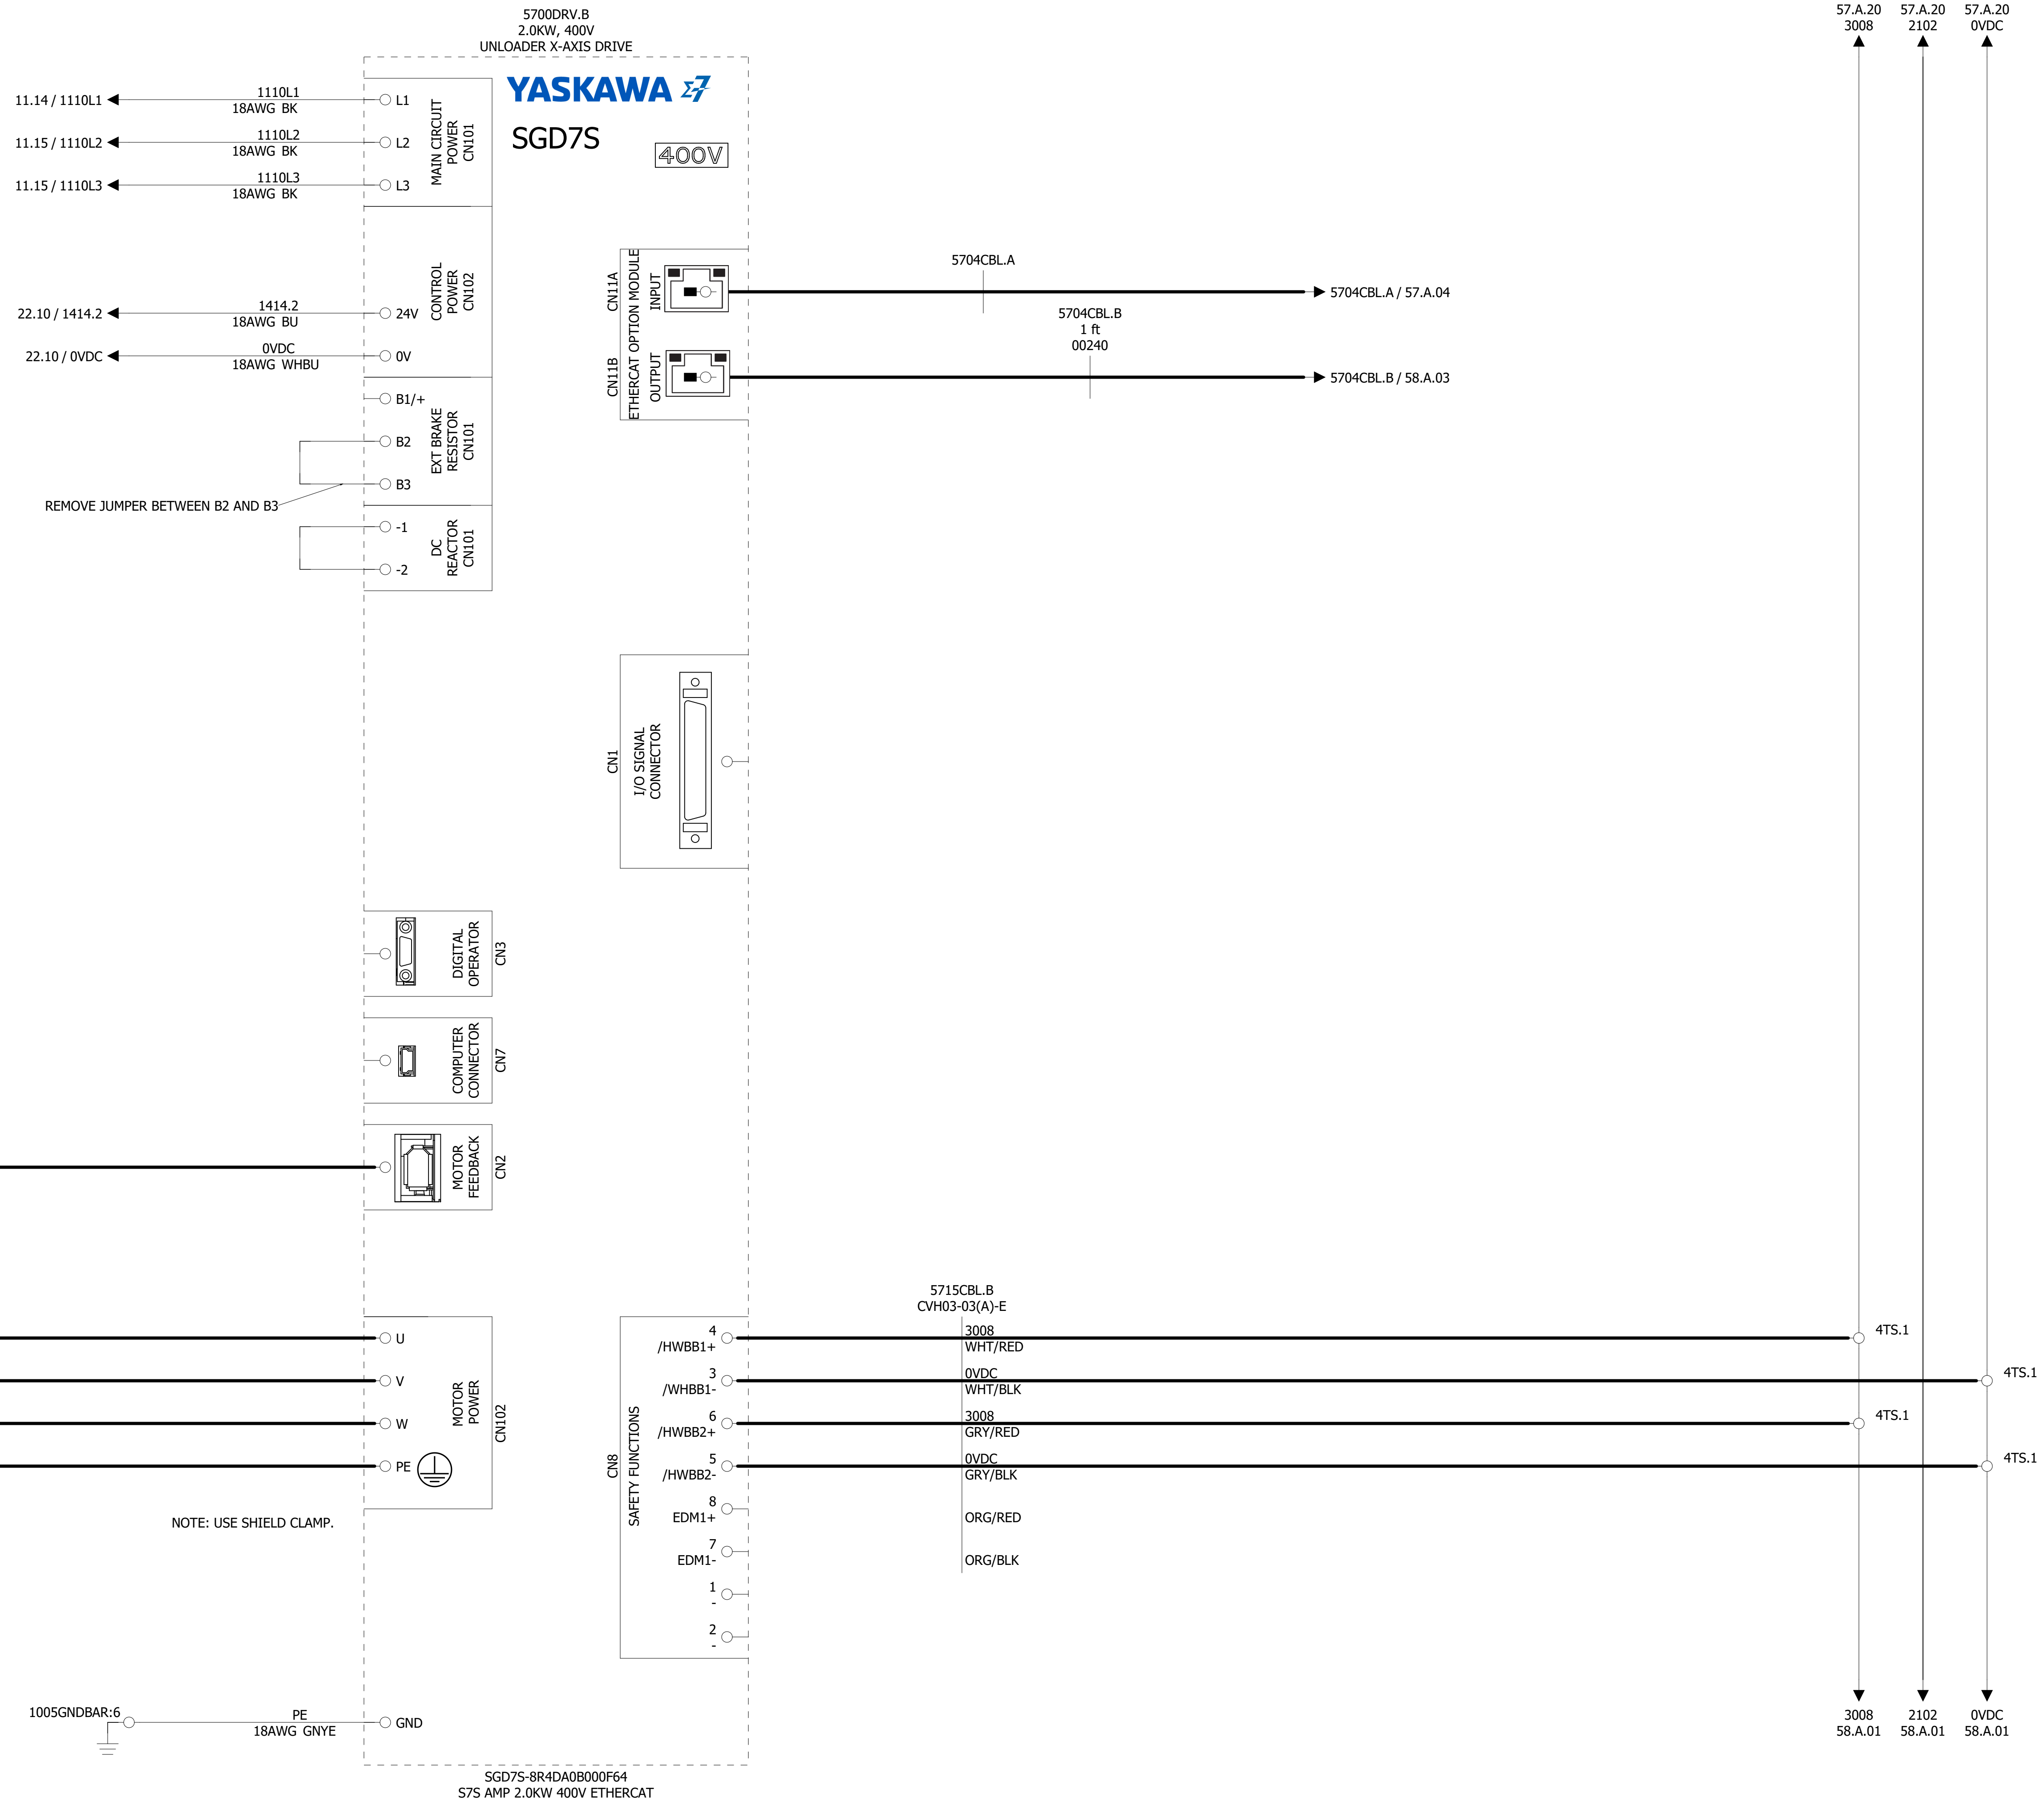 5700DRV.B
2.0KW, 400V
UNLOADER X-AXIS DRIVE
57.A.20
3008
57.A.20
2102
57.A.20
0VDC
YASKAWA Σ7
SGD7S
400V
11.14 / 1110L1
1110L1
18AWG BK
L1
11.15 / 1110L2
1110L2
18AWG BK
L2
11.15 / 1110L3
1110L3
18AWG BK
L3
MAIN CIRCUIT
POWER
CN101
22.10 / 1414.2
1414.2
18AWG BU
24V
22.10 / 0VDC
0VDC
18AWG WHBU
0V
CONTROL
POWER
CN102
B1/+
B2
B3
EXT BRAKE
RESISTOR
CN101
REMOVE JUMPER BETWEEN B2 AND B3
-1
-2
DC
REACTOR
CN101
CN11A
CN11B
ETHERCAT OPTION MODULE
INPUT
OUTPUT
5704CBL.A
5704CBL.A / 57.A.04
5704CBL.B
1 ft
00240
5704CBL.B / 58.A.03
CN1
I/O SIGNAL
CONNECTOR
DIGITAL
OPERATOR
CN3
COMPUTER
CONNECTOR
CN7
MOTOR
FEEDBACK
CN2
U
V
W
PE
MOTOR
POWER
CN102
NOTE: USE SHIELD CLAMP.
CN8
SAFETY FUNCTIONS
5715CBL.B
CVH03-03(A)-E
4
/HWBB1+
3008
WHT/RED
4TS.1
3
/WHBB1-
0VDC
WHT/BLK
4TS.1
6
/HWBB2+
3008
GRY/RED
4TS.1
5
/HWBB2-
0VDC
GRY/BLK
4TS.1
8
EDM1+
ORG/RED
7
EDM1-
ORG/BLK
1
-
2
-
1005GNDBAR:6
PE
18AWG GNYE
GND
3008
58.A.01
2102
58.A.01
0VDC
58.A.01
SGD7S-8R4DA0B000F64
S7S AMP 2.0KW 400V ETHERCAT